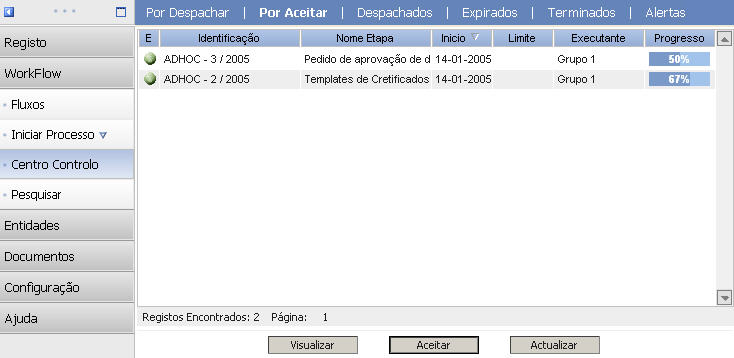 Por Despachar | Por Aceitar | Despachados | Expirados | Terminados | Alertas
Registo
WorkFlow
Fluxos
Iniciar Processo
Centro Controlo
Pesquisar
Entidades
Documentos
Configuração
Ajuda
E Identificação Nome Etapa Inicio Limite Executante Progresso
ADHOC - 3 / 2005 Pedido de aprovação de d 14-01-2005 Grupo 1 50%
ADHOC - 2 / 2005 Templates de Cretificados 14-01-2005 Grupo 1 67%
Registos Encontrados: 2 Página: 1
Visualizar Aceitar Actualizar